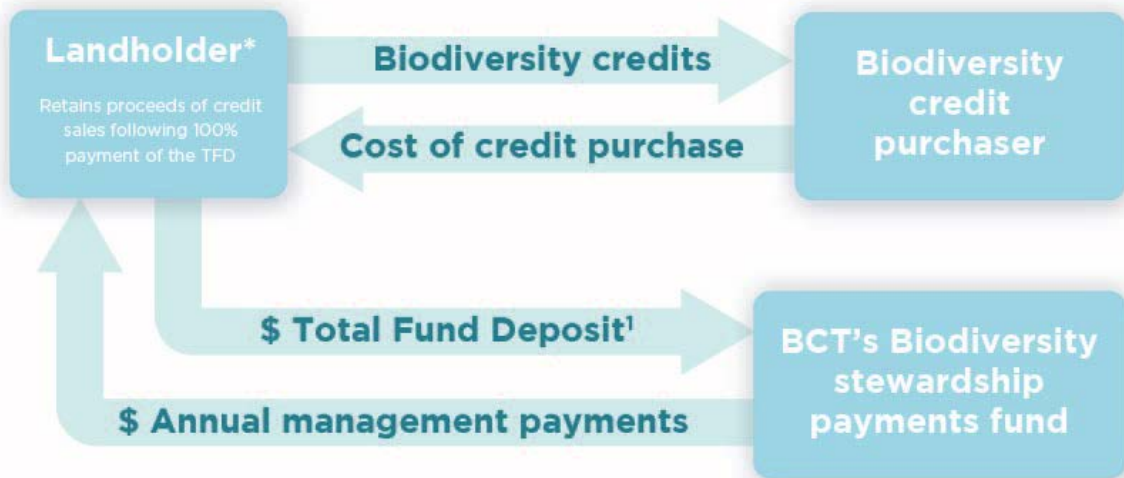 Landholder*
Retains proceeds of credit
sales following 100%
payment of the TFD
Biodiversity credits
Cost of credit purchase
Biodiversity
credit
purchaser
$ Total Fund Deposit¹
$ Annual management payments
BCT's Biodiversity
stewardship
payments fund